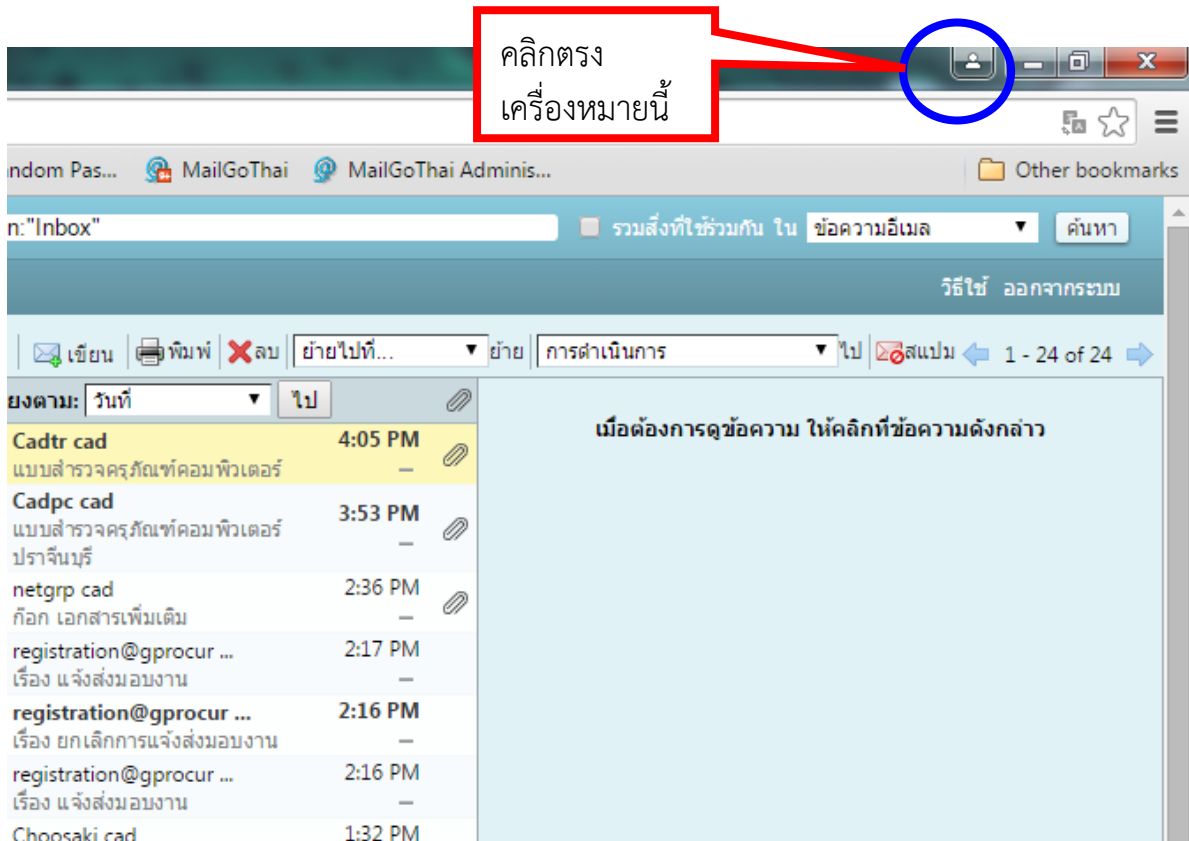 คลิกตรง
เครื่องหมายนี้
ndom Pas... MailGoThai MailGoThai Adminis... Other bookmarks
n:"Inbox" รวมสิ่งที่ใช้ร่วมกัน ใน ข้อความอีเมล ค้นหา
วิธีใช้ ออกจากระบบ
เขียน พิมพ์ ลบ ย้ายไปที่... ย้าย การดำเนินการ ไป สแปม 1 - 24 of 24
ยงตาม: วันที่ ไป
เมื่อต้องการดูข้อความ ให้คลิกที่ข้อความดังกล่าว
Cadtr cad 4:05 PM
แบบสำรวจครุภัณฑ์คอมพิวเตอร์ —
Cadpc cad 3:53 PM
แบบสำรวจครุภัณฑ์คอมพิวเตอร์ —
ปราจีนบุรี
netgrp cad 2:36 PM
ก๊อก เอกสารเพิ่มเติม —
registration@gprocur ... 2:17 PM
เรื่อง แจ้งส่งมอบงาน —
registration@gprocur ... 2:16 PM
เรื่อง ยกเลิกการแจ้งส่งมอบงาน —
registration@gprocur ... 2:16 PM
เรื่อง แจ้งส่งมอบงาน —
Choosaki cad 1:32 PM